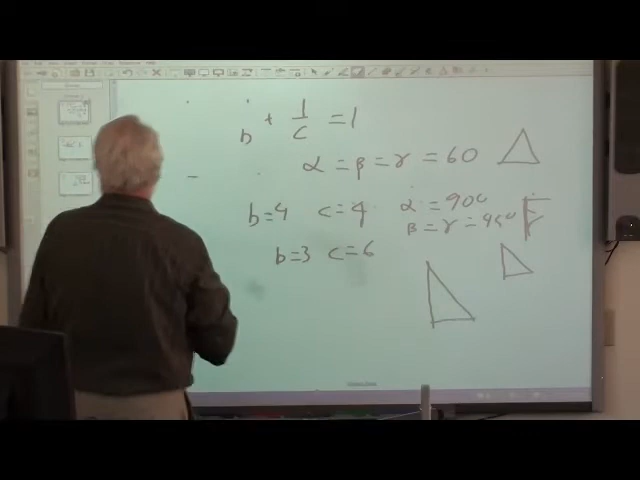 b + 1/c = 1
α = β = γ = 60
b=4 c=4 α = 90°
β = γ = 45°
b=3 c=6